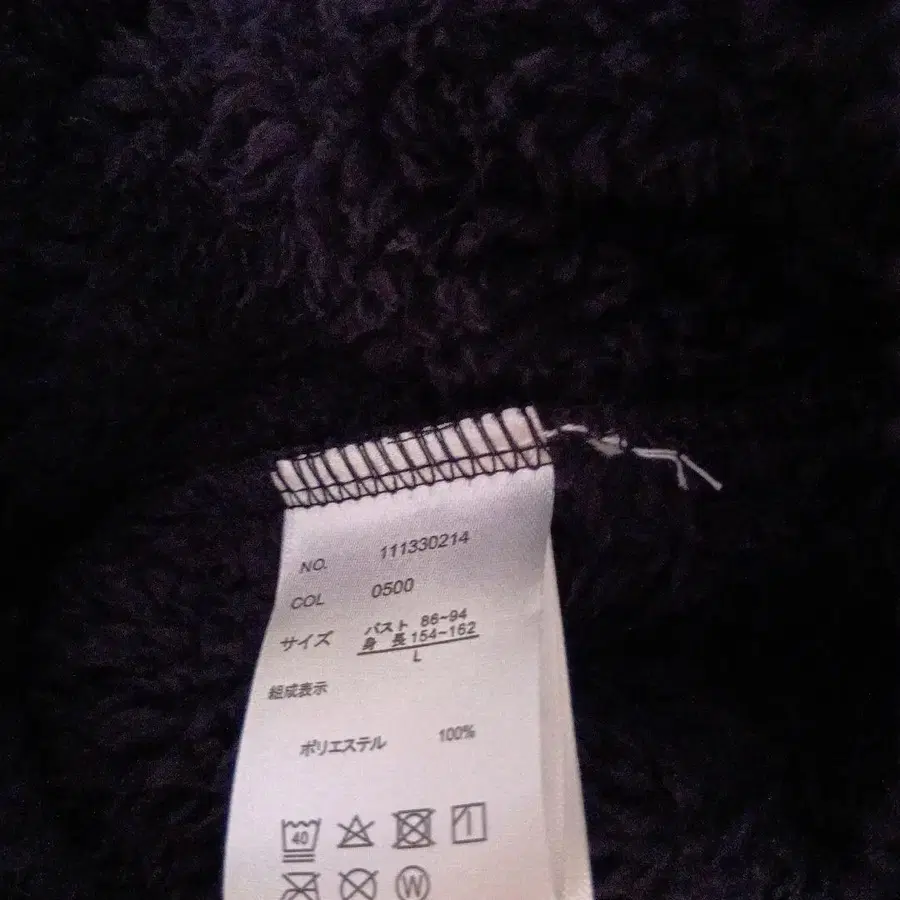 NO. 111330214
COL 0500
サイズ バスト 86~94
身 長 154~162
L
組成表示
ポリエステル 100%
40
W